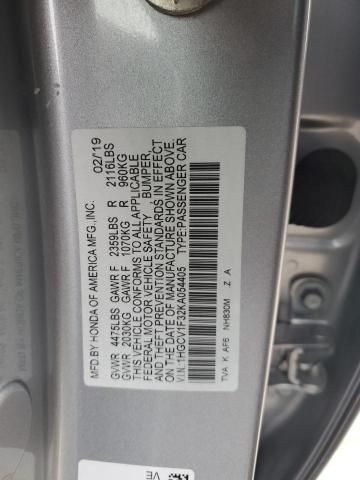 MFD.BY HONDA OF AMERICA MFG.,INC. 02/19
GVWR 4475LBS GAWR F 2359LBS R 2116LBS
GVWR 2030KG GAWR F 1070KG R 960KG
THIS VEHICLE CONFORMS TO ALL APPLICABLE
FEDERAL MOTOR VEHICLE SAFETY, BUMPER,
AND THEFT PREVENTION STANDARDS IN EFFECT
ON THE DATE OF MANUFACTURE SHOWN ABOVE.
V.I.N.:1HGCV1F32KA054405 TYPE:PASSENGER CAR
TVA K AF6 NH830M Z A
VE